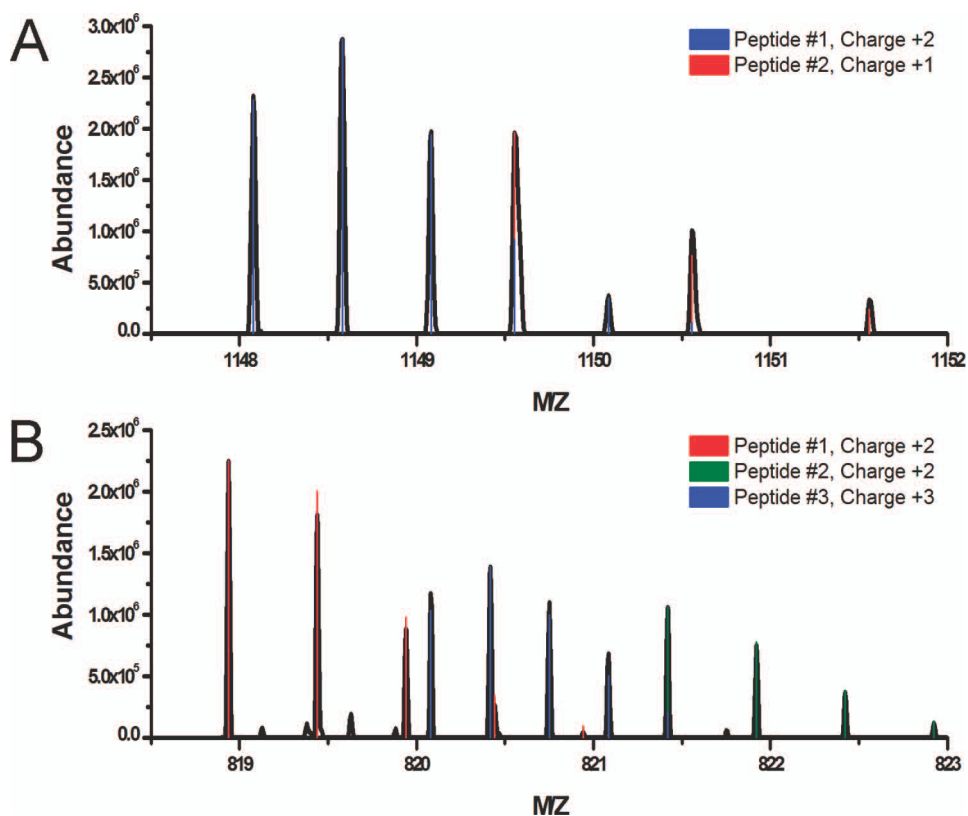 A
3.0x10⁶
2.5x10⁶
2.0x10⁶
1.5x10⁶
1.0x10⁶
5.0x10⁵
0.0
Abundance
Peptide #1, Charge +2
Peptide #2, Charge +1
1148 1149 1150 1151 1152
M/Z
B
2.5x10⁶
2.0x10⁶
1.5x10⁶
1.0x10⁶
5.0x10⁵
0.0
Abundance
Peptide #1, Charge +2
Peptide #2, Charge +2
Peptide #3, Charge +3
819 820 821 822 823
M/Z